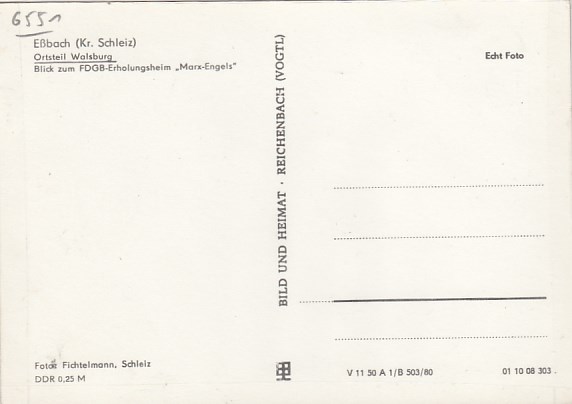 6551
Eßbach (Kr. Schleiz)
Ortsteil Walsburg
Blick zum FDGB-Erholungsheim „Marx-Engels"
Echt Foto
BILD UND HEIMAT · REICHENBACH (VOGTL)
Foto: Fichtelmann, Schleiz
DDR 0,25 M
V 11 50 A 1/B 503/80
01 10 08 303